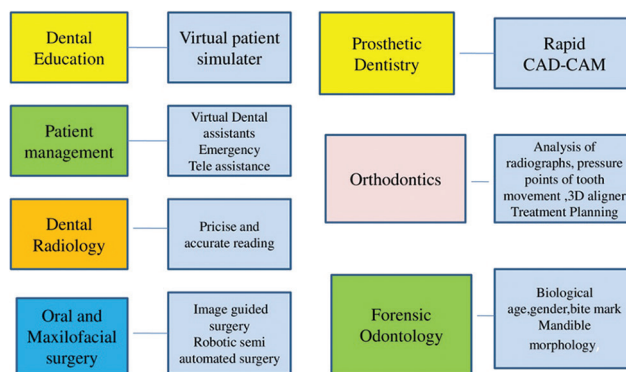 Dental
Education
Virtual patient
simulater
Patient
management
Virtual Dental
assistants
Emergency
Tele assistance
Dental
Radiology
Pricise and
accurate reading
Oral and
Maxilofacial
surgery
Image guided
surgery
Robotic semi
automated surgery
Prosthetic
Dentistry
Rapid
CAD-CAM
Orthodontics
Analysis of
radiographs, pressure
points of tooth
movement ,3D aligner
Treatment Planning
Forensic
Odontology
Biological
age,gender,bite mark
Mandible
morphology,